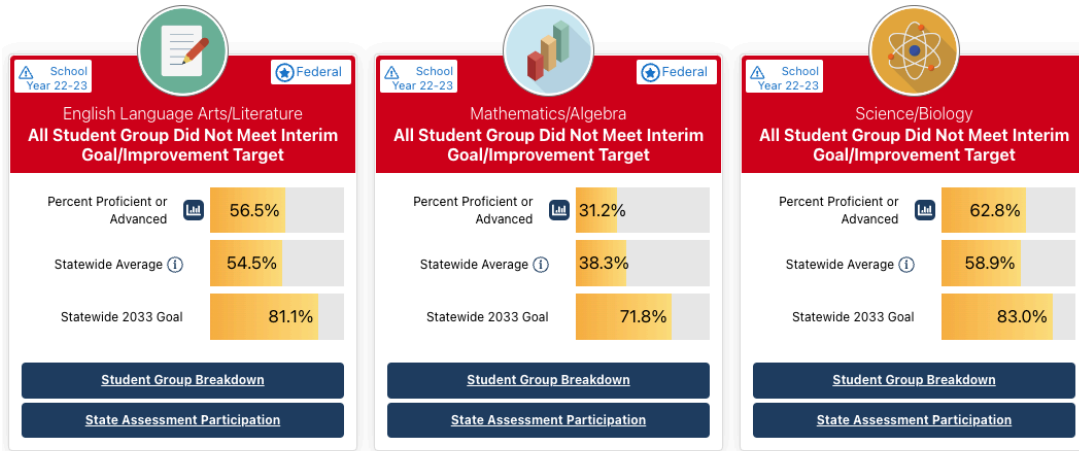 School
Year 22-23
Federal
English Language Arts/Literature
All Student Group Did Not Meet Interim
Goal/Improvement Target
Percent Proficient or
Advanced
56.5%
Statewide Average
54.5%
Statewide 2033 Goal
81.1%
Student Group Breakdown
State Assessment Participation
School
Year 22-23
Federal
Mathematics/Algebra
All Student Group Did Not Meet Interim
Goal/Improvement Target
Percent Proficient or
Advanced
31.2%
Statewide Average
38.3%
Statewide 2033 Goal
71.8%
Student Group Breakdown
State Assessment Participation
School
Year 22-23
Science/Biology
All Student Group Did Not Meet Interim
Goal/Improvement Target
Percent Proficient or
Advanced
62.8%
Statewide Average
58.9%
Statewide 2033 Goal
83.0%
Student Group Breakdown
State Assessment Participation